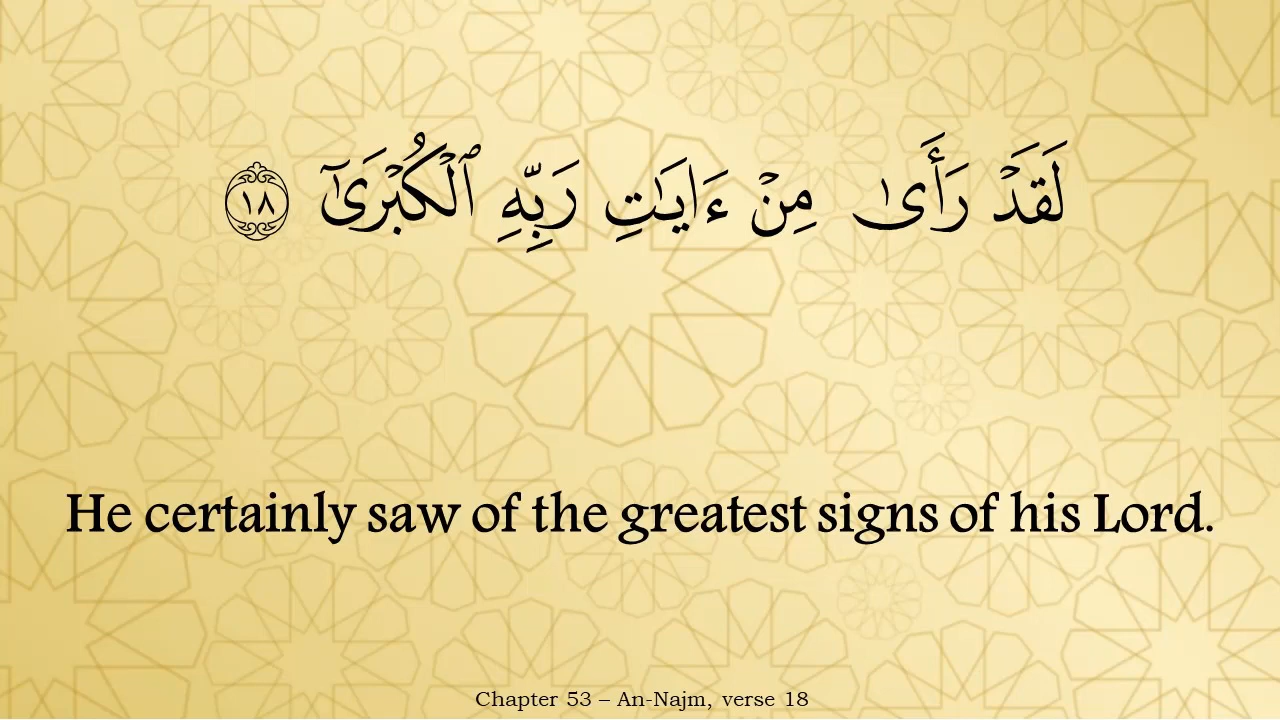 لَقَدۡ رَأَىٰ مِنۡ ءَايَٰتِ رَبِّهِ ٱلۡكُبۡرَىٰٓ ١٨
He certainly saw of the greatest signs of his Lord.
Chapter 53 – An-Najm, verse 18